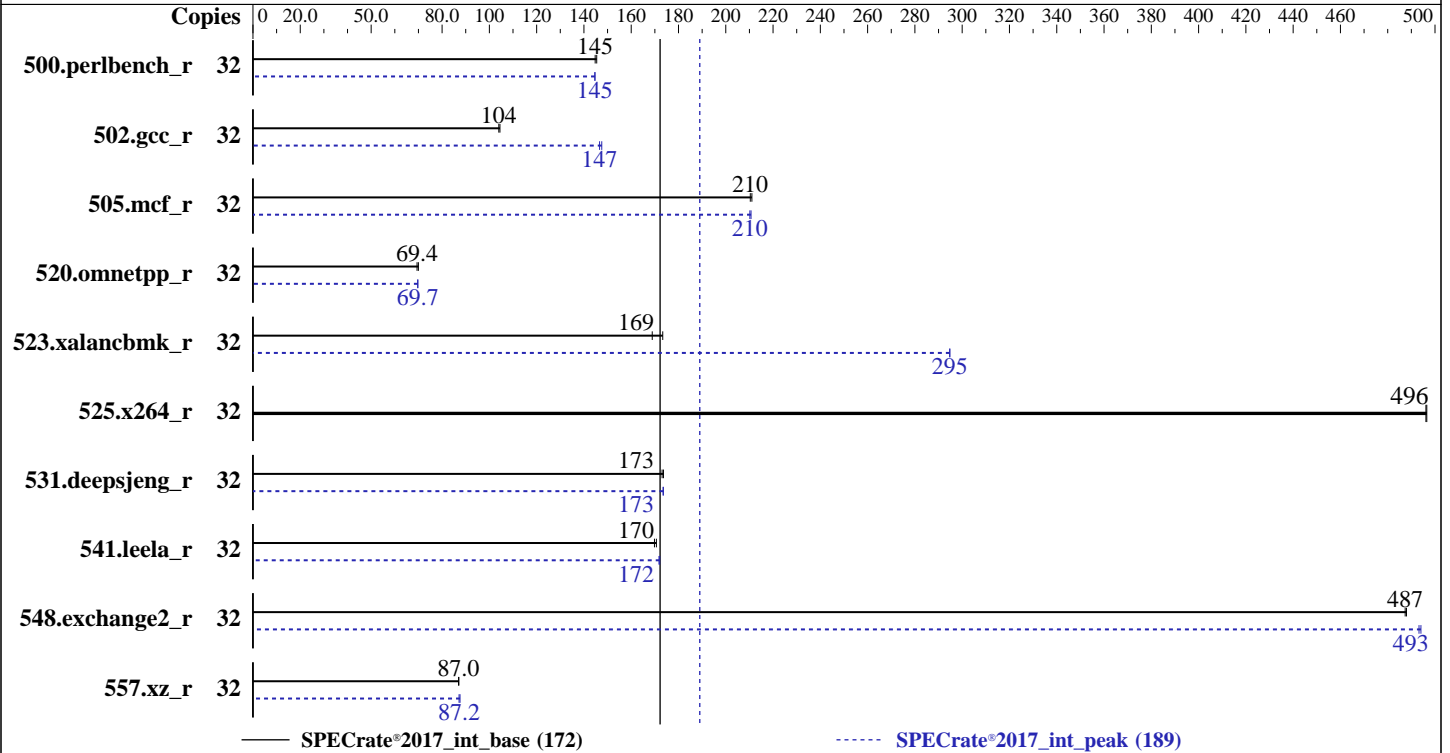 Copies 0 20.0 50.0 80.0 100 120 140 160 180 200 220 240 260 280 300 320 340 360 380 400 420 440 460 500
145
500.perlbench_r 32
145
104
502.gcc_r 32
147
210
505.mcf_r 32
210
69.4
520.omnetpp_r 32
69.7
169
523.xalancbmk_r 32
295
496
525.x264_r 32
173
531.deepsjeng_r 32
173
170
541.leela_r 32
172
487
548.exchange2_r 32
493
87.0
557.xz_r 32
87.2
SPECrate®2017_int_base (172) SPECrate®2017_int_peak (189)